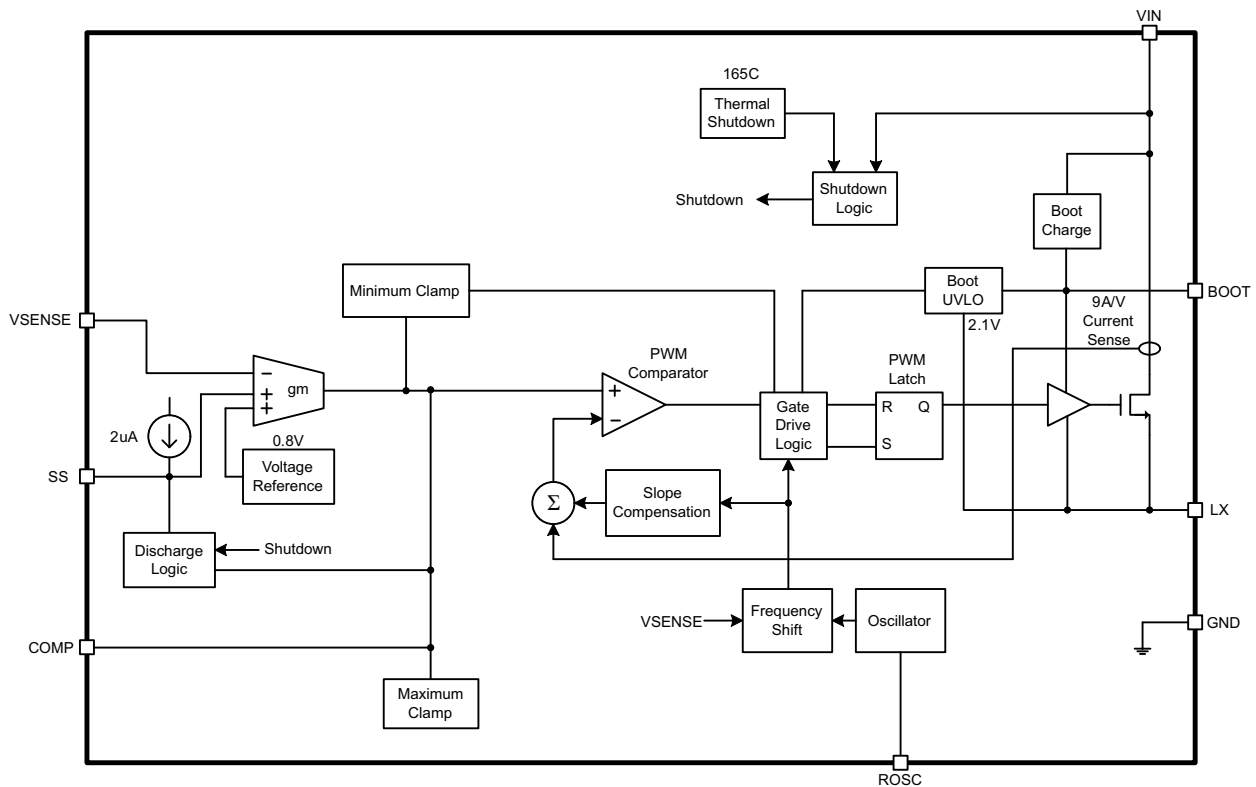 VIN
165C
Thermal
Shutdown
Shutdown
Shutdown
Logic
Boot
Charge
Minimum Clamp
Boot
UVLO
2.1V
BOOT
9A/V
Current
Sense
VSENSE
PWM
Comparator
PWM
Latch
−
+
+
gm
+
−
Gate
Drive
Logic
R Q
S
2uA
0.8V
Voltage
Reference
SS
Σ
Slope
Compensation
LX
Discharge
Logic
Shutdown
VSENSE
Frequency
Shift
Oscillator
GND
COMP
Maximum
Clamp
ROSC